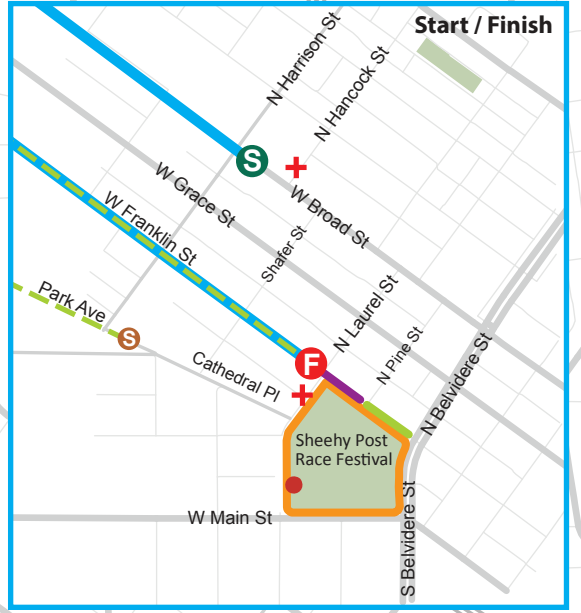 Start / Finish
N Harrison St
N Hancock St
S
W Broad St
W Grace St
W Franklin St
Shafer St
Park Ave
S
N Laurel St
F
N Pine St
Cathedral Pl
N Belvidere St
Sheehy Post
Race Festival
W Main St
S Belvidere St